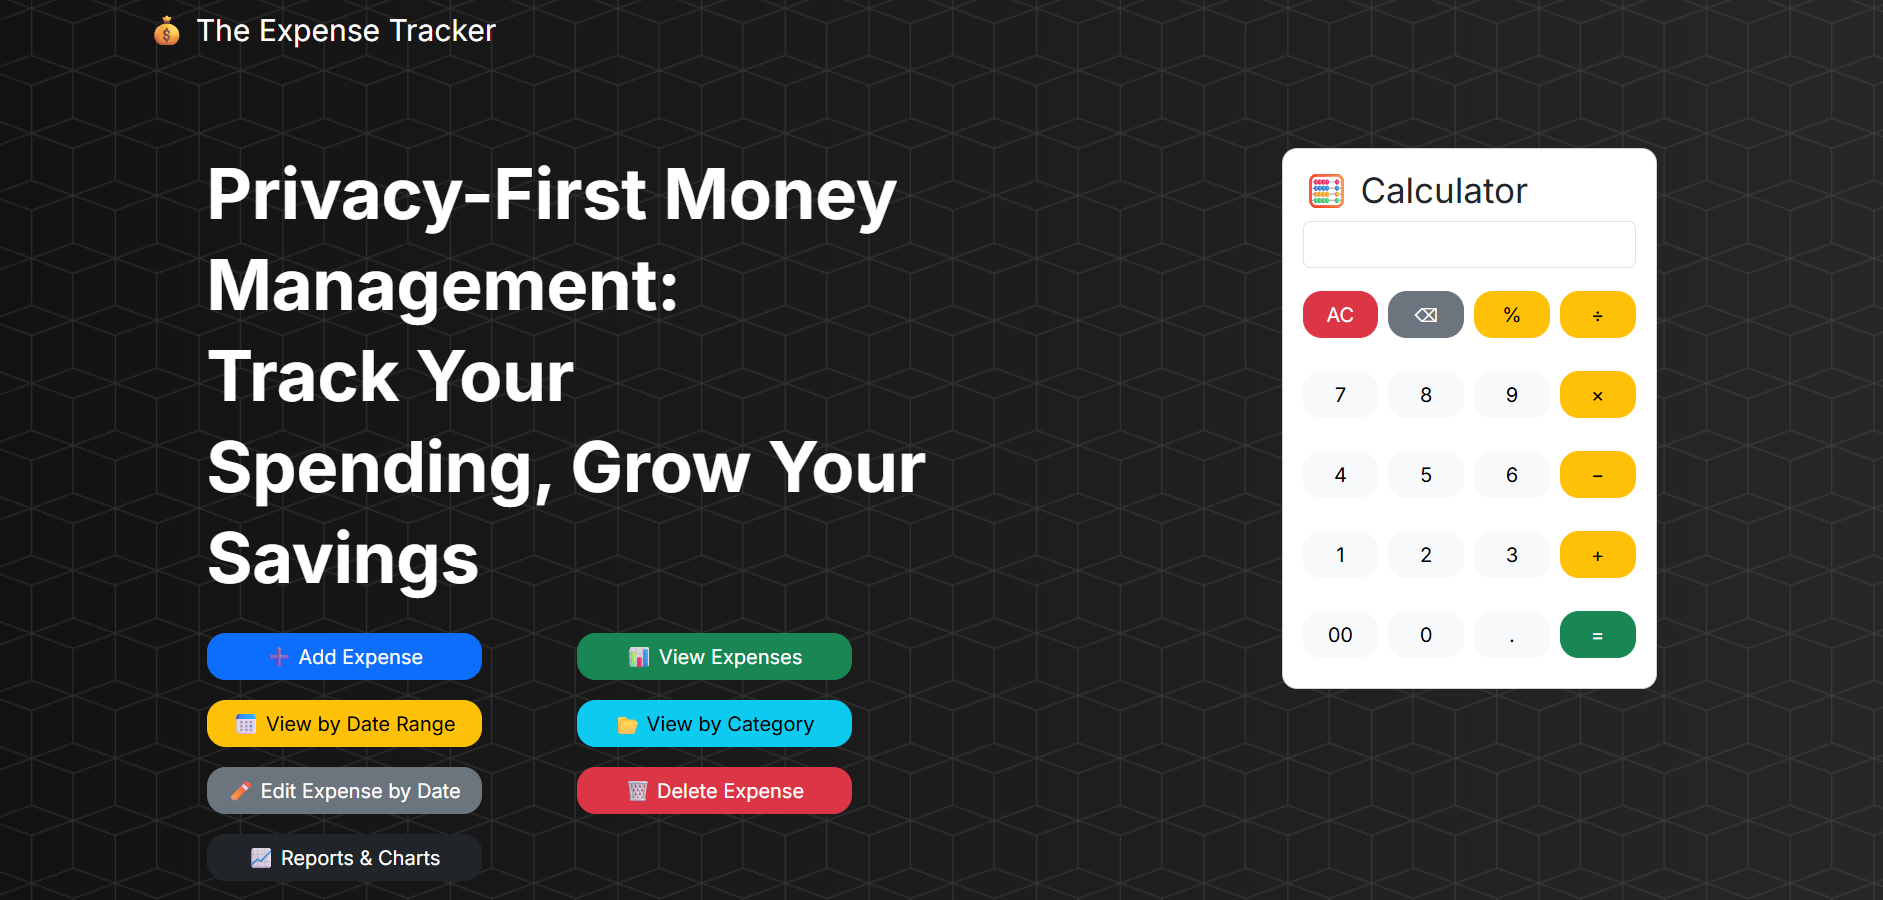 The Expense Tracker
Privacy-First Money
Management:
Track Your
Spending, Grow Your
Savings
Add Expense
View Expenses
View by Date Range
View by Category
Edit Expense by Date
Delete Expense
Reports & Charts
Calculator
AC ⌫ % ÷
7 8 9 ×
4 5 6 −
1 2 3 +
00 0 . =